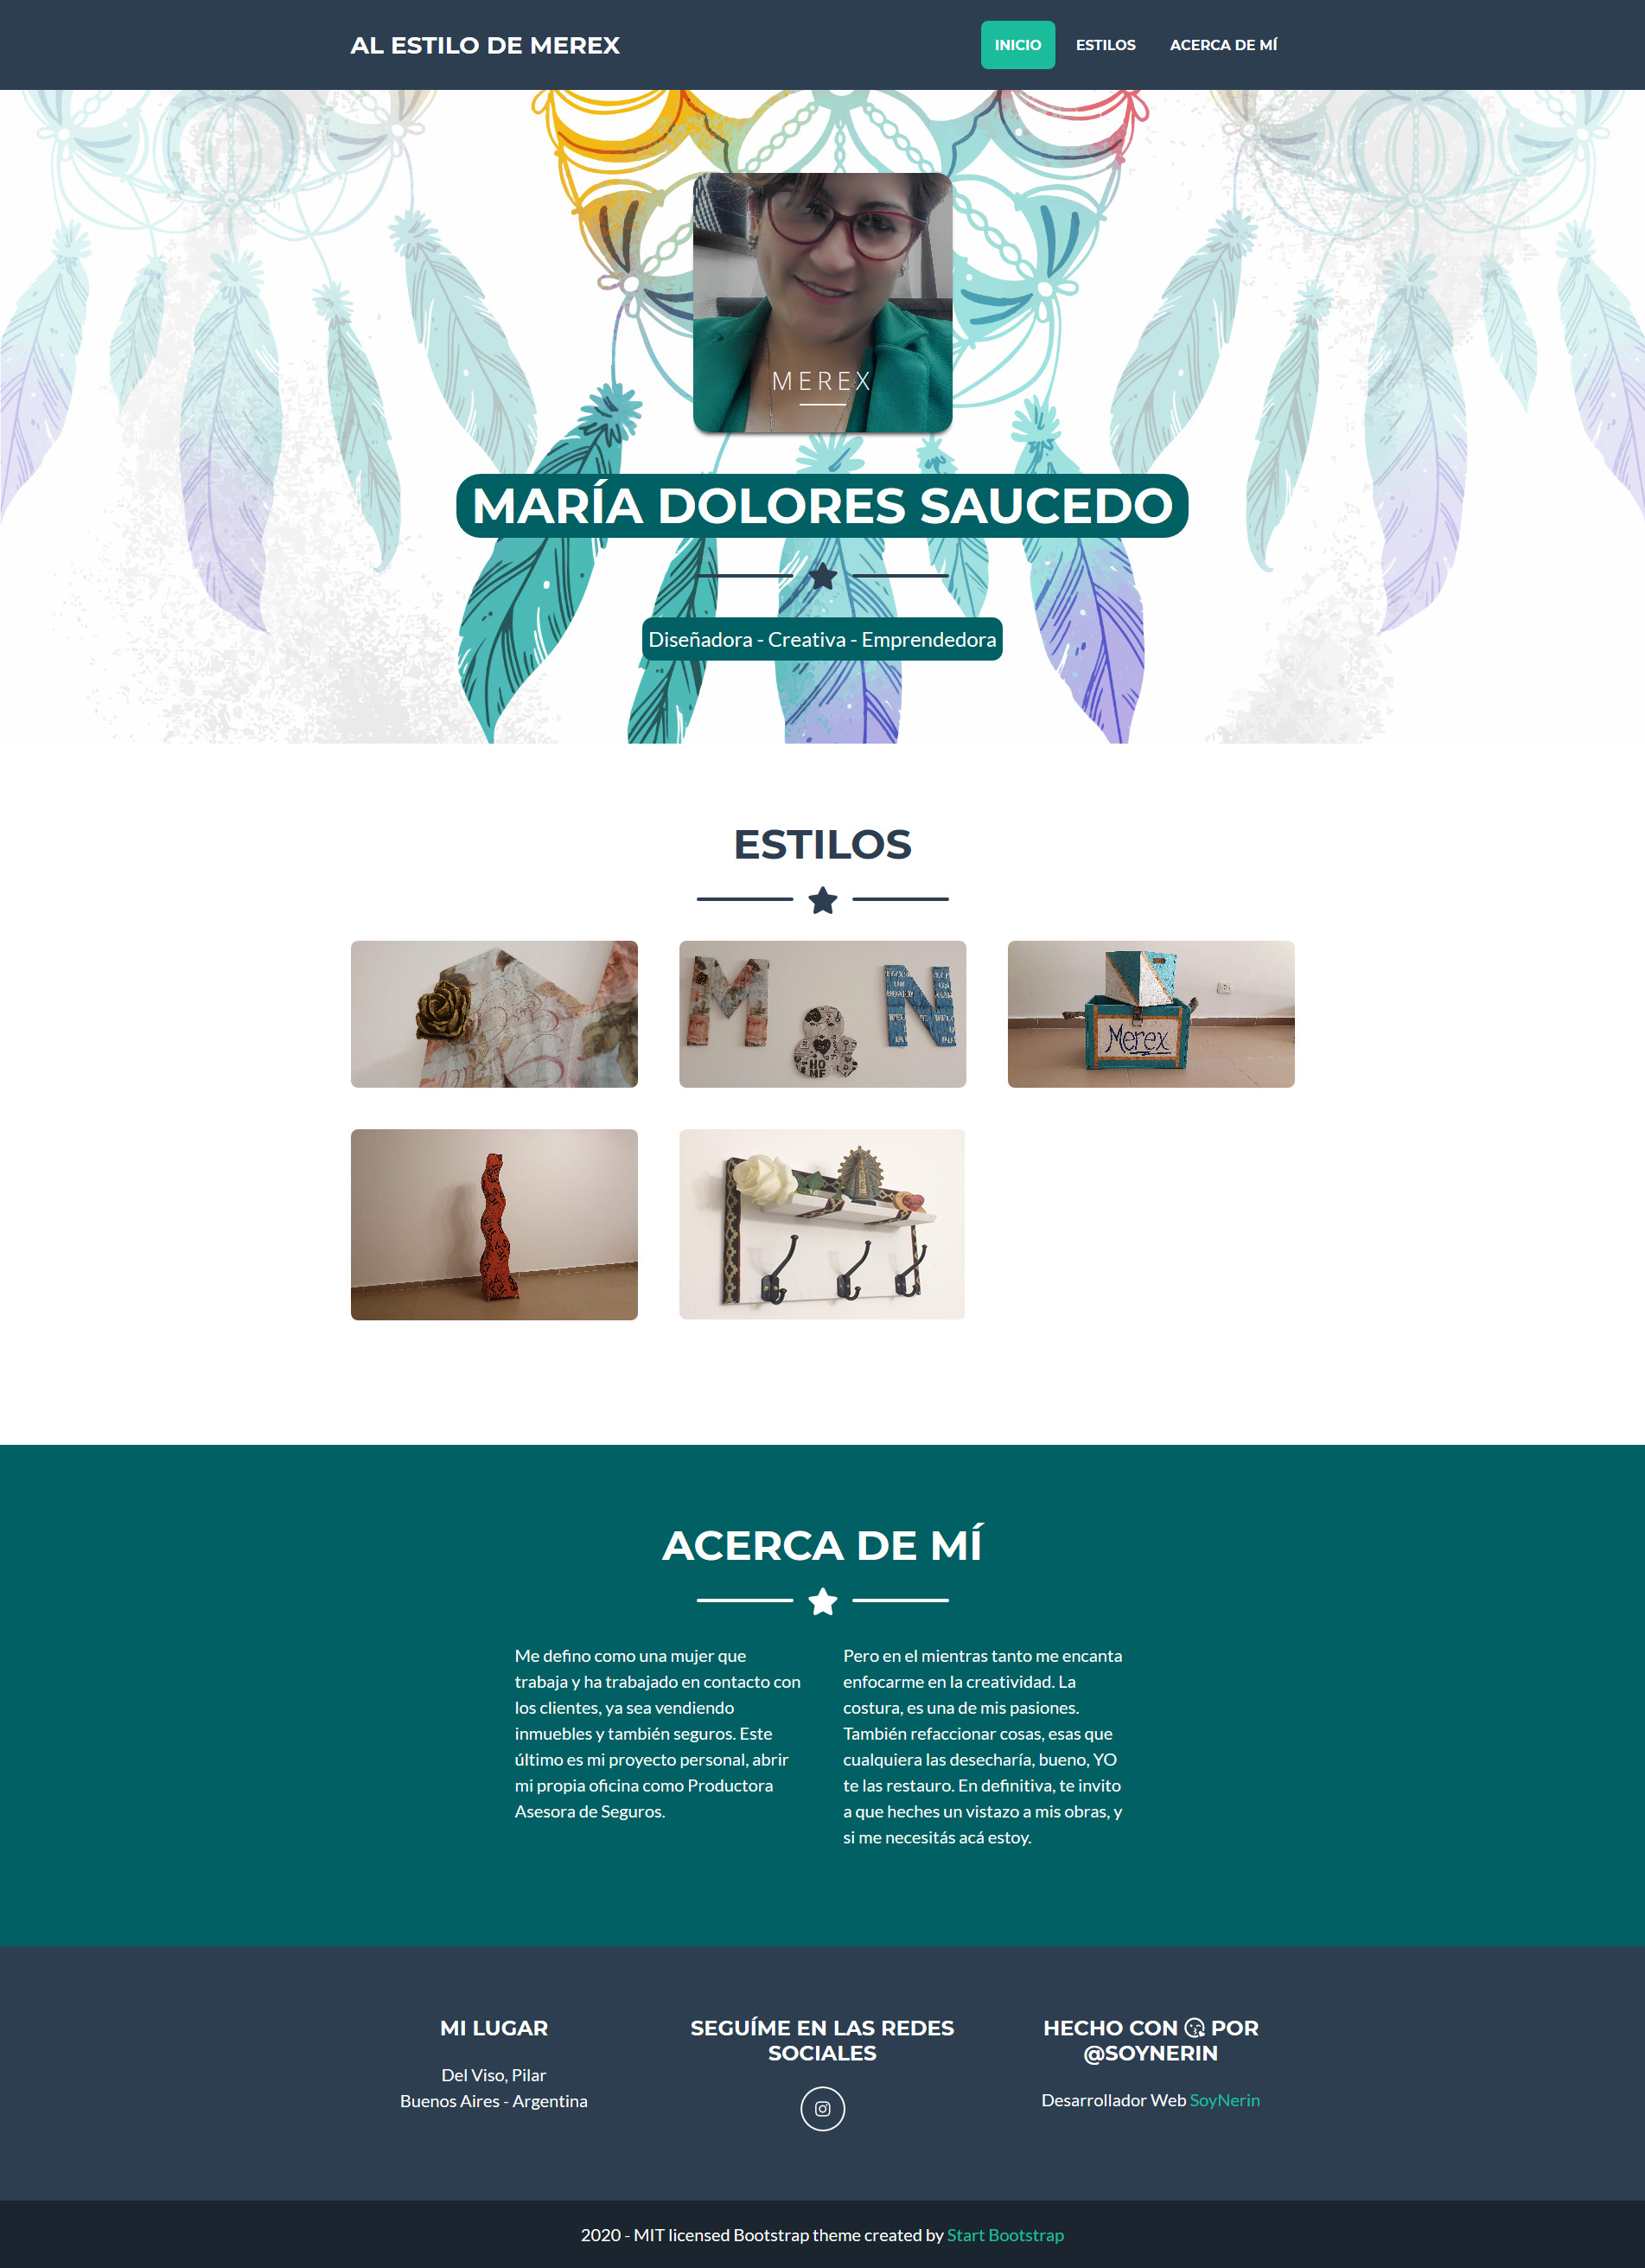 AL ESTILO DE MEREX
INICIO
ESTILOS
ACERCA DE MÍ
MEREX
MARÍA DOLORES SAUCEDO
Diseñadora - Creativa - Emprendedora
ESTILOS
M
N
HO
ME
Merex
ACERCA DE MÍ
Me defino como una mujer que
trabaja y ha trabajado en contacto con
los clientes, ya sea vendiendo
inmuebles y también seguros. Este
último es mi proyecto personal, abrir
mi propia oficina como Productora
Asesora de Seguros.
Pero en el mientras tanto me encanta
enfocarme en la creatividad. La
costura, es una de mis pasiones.
También refaccionar cosas, esas que
cualquiera las desecharía, bueno, YO
te las restauro. En definitiva, te invito
a que heches un vistazo a mis obras, y
si me necesitás acá estoy.
MI LUGAR
Del Viso, Pilar
Buenos Aires - Argentina
SEGUÍME EN LAS REDES
SOCIALES
HECHO CON 😘 POR
@SOYNERIN
Desarrollador Web SoyNerin
2020 - MIT licensed Bootstrap theme created by Start Bootstrap